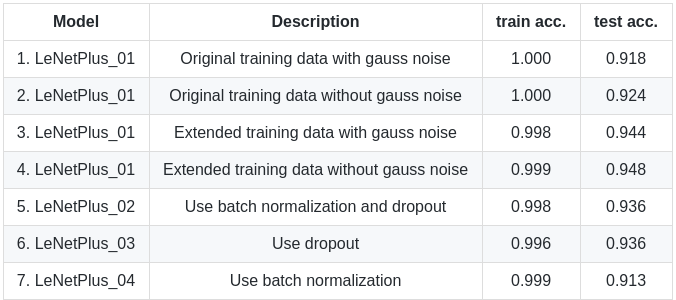 Model Description train acc. test acc.
1. LeNetPlus_01 Original training data with gauss noise 1.000 0.918
2. LeNetPlus_01 Original training data without gauss noise 1.000 0.924
3. LeNetPlus_01 Extended training data with gauss noise 0.998 0.944
4. LeNetPlus_01 Extended training data without gauss noise 0.999 0.948
5. LeNetPlus_02 Use batch normalization and dropout 0.998 0.936
6. LeNetPlus_03 Use dropout 0.996 0.936
7. LeNetPlus_04 Use batch normalization 0.999 0.913